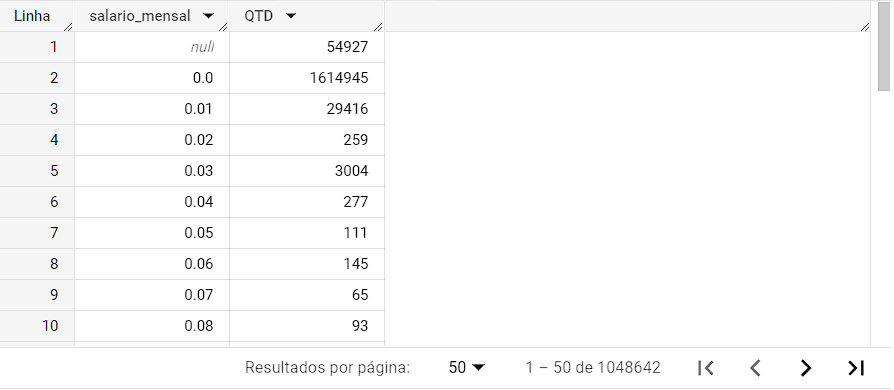 Linha salario_mensal QTD
1 null 54927
2 0.0 1614945
3 0.01 29416
4 0.02 259
5 0.03 3004
6 0.04 277
7 0.05 111
8 0.06 145
9 0.07 65
10 0.08 93
Resultados por página: 50 1 – 50 de 1048642